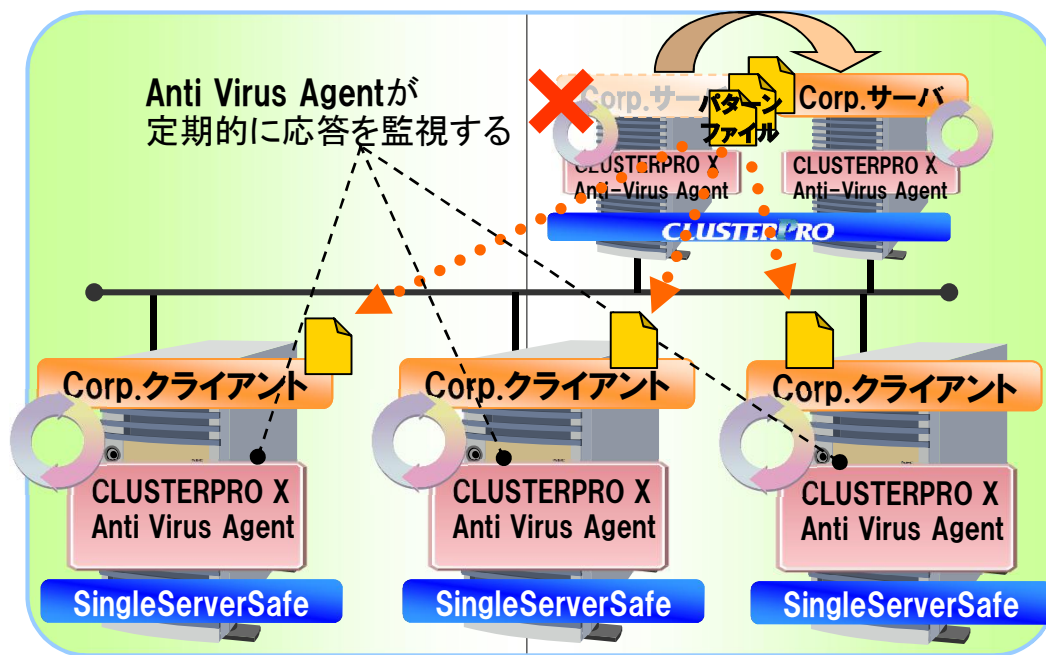 Anti Virus Agentが
定期的に応答を監視する
Corp.サーバ
パターン
ファイル
Corp.サーバ
CLUSTERPRO X
Anti-Virus Agent
CLUSTERPRO X
Anti-Virus Agent
CLUSTERPRO
Corp.クライアント
CLUSTERPRO X
Anti Virus Agent
SingleServerSafe
Corp.クライアント
CLUSTERPRO X
Anti Virus Agent
SingleServerSafe
Corp.クライアント
CLUSTERPRO X
Anti Virus Agent
SingleServerSafe